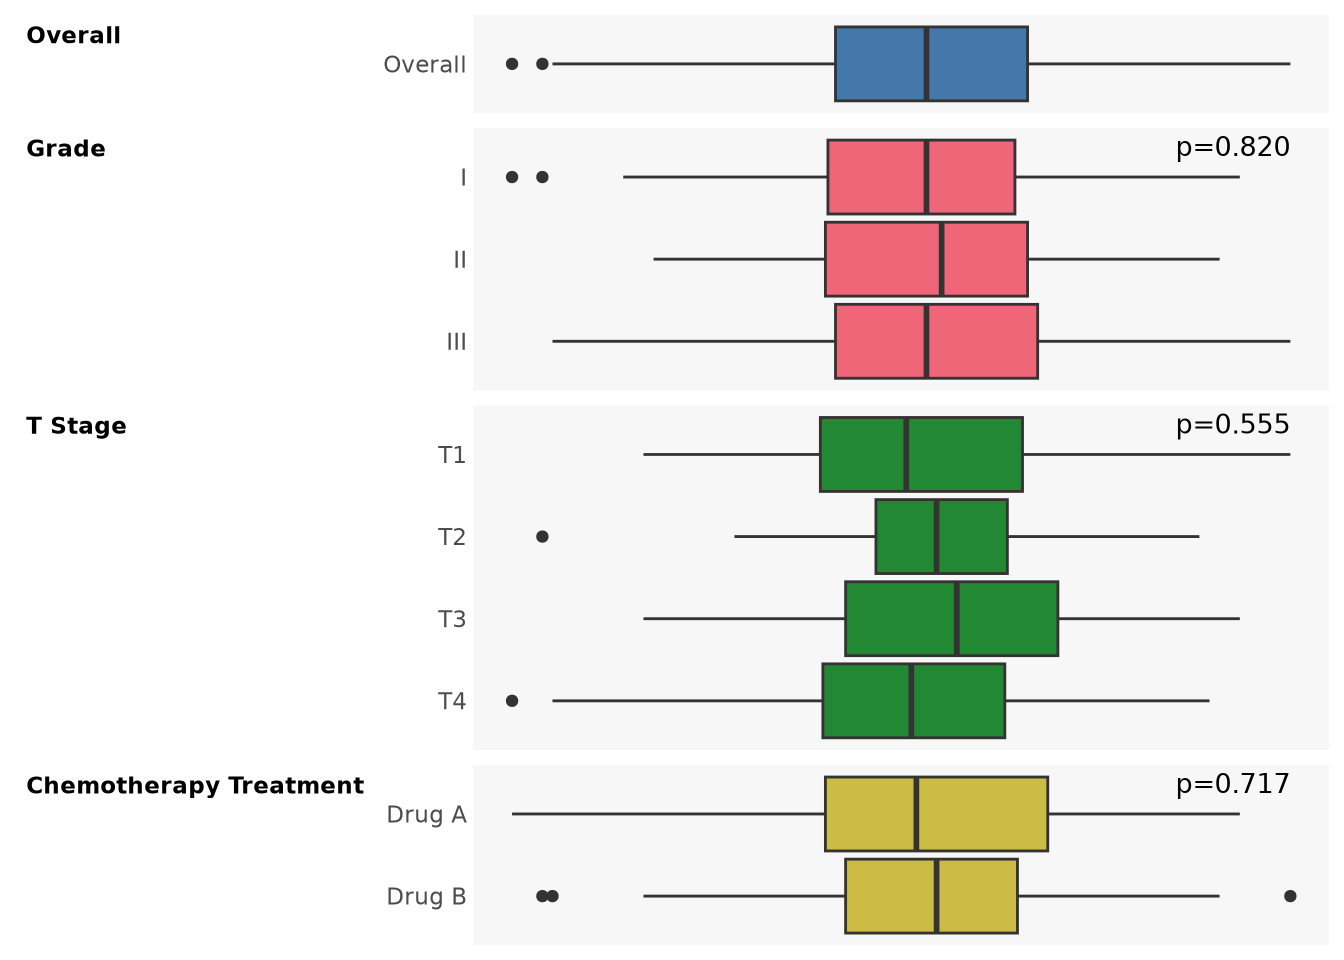 Overall
Overall
Grade
p=0.820
I
II
III
T Stage
p=0.555
T1
T2
T3
T4
Chemotherapy Treatment
p=0.717
Drug A
Drug B